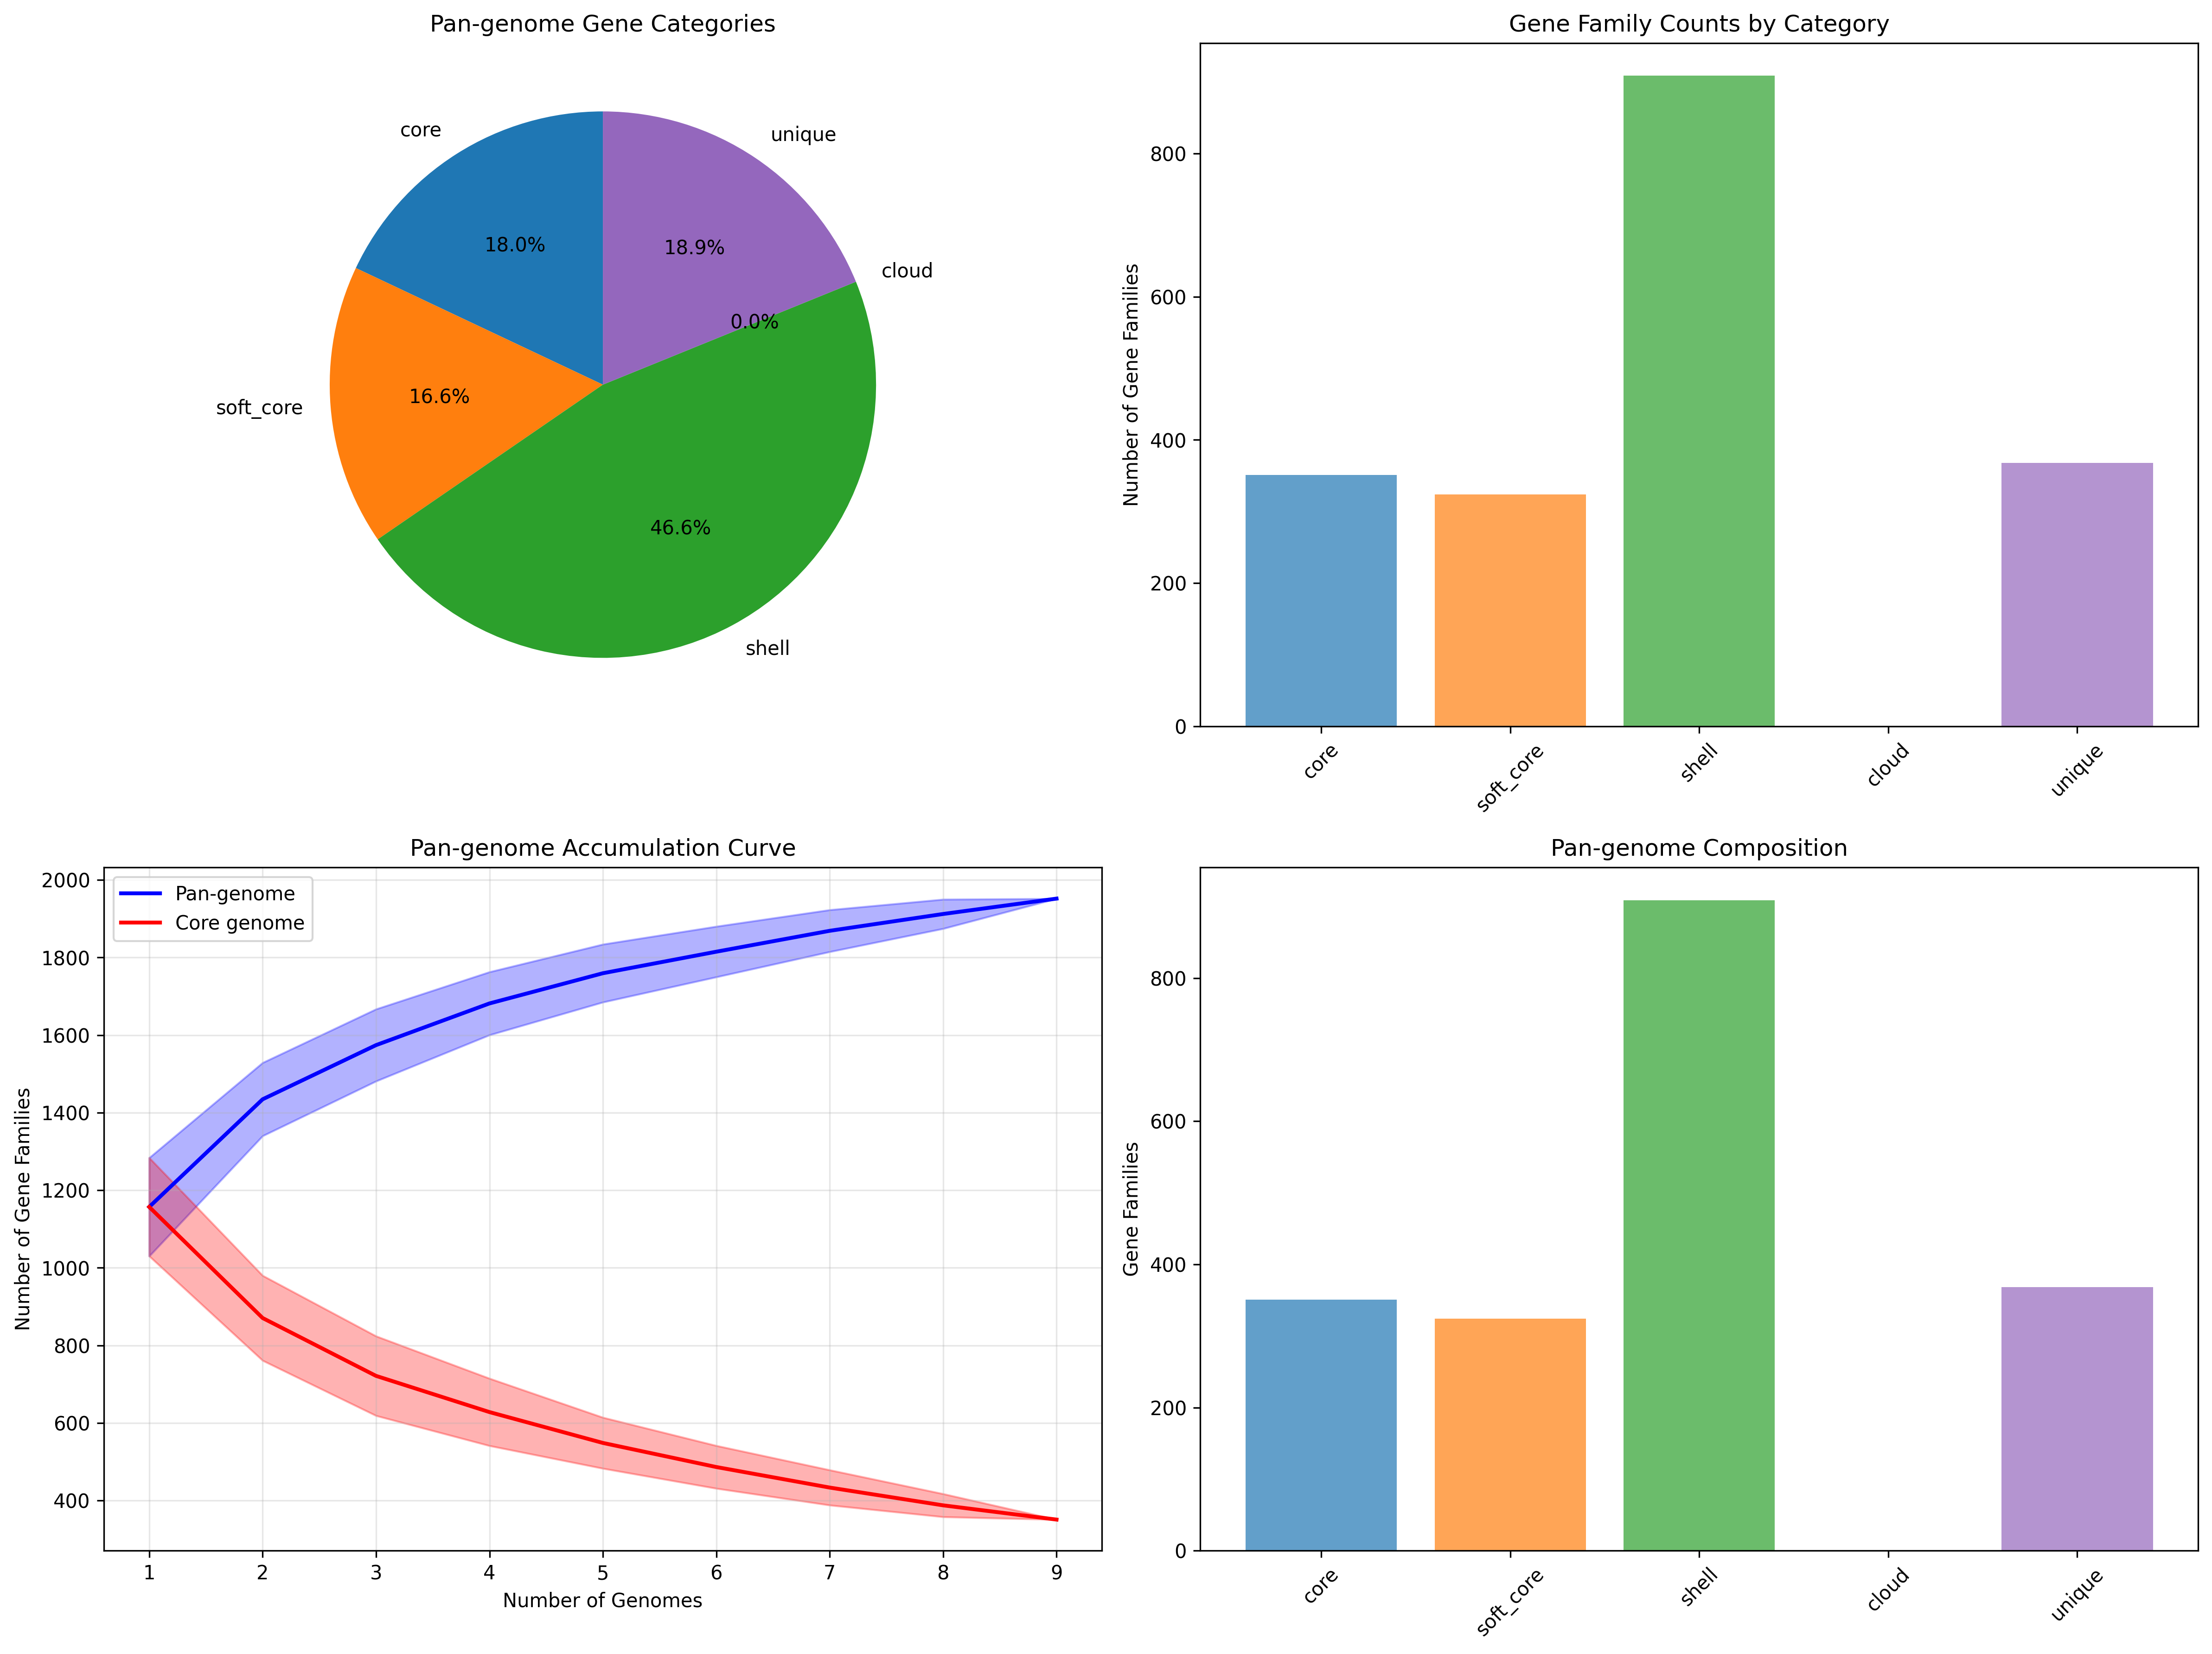 Pan-genome Gene Categories
core
unique
18.0%
18.9%
cloud
0.0%
16.6%
soft_core
46.6%
shell
Gene Family Counts by Category
Number of Gene Families
800
600
400
200
0
core
soft_core
shell
cloud
unique
Pan-genome Accumulation Curve
Pan-genome
Core genome
Number of Gene Families
2000
1800
1600
1400
1200
1000
800
600
400
1 2 3 4 5 6 7 8 9
Number of Genomes
Pan-genome Composition
Gene Families
800
600
400
200
0
core
soft_core
shell
cloud
unique